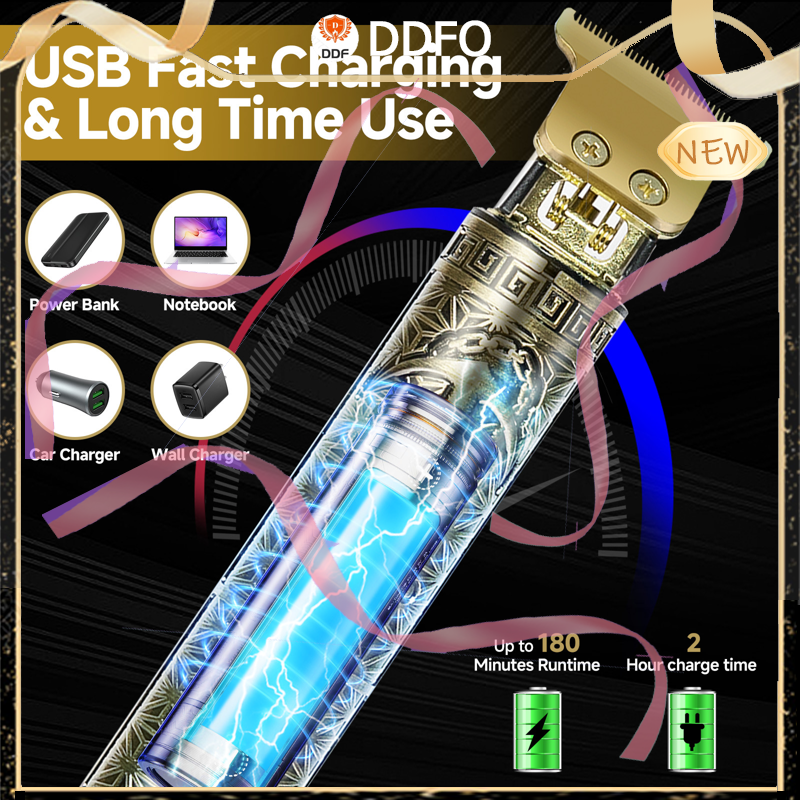 DDFO
DDF
USB Fast Charging
& Long Time Use
NEW
Power Bank
Notebook
Car Charger
Wall Charger
Up to 180
Minutes Runtime
2
Hour charge time